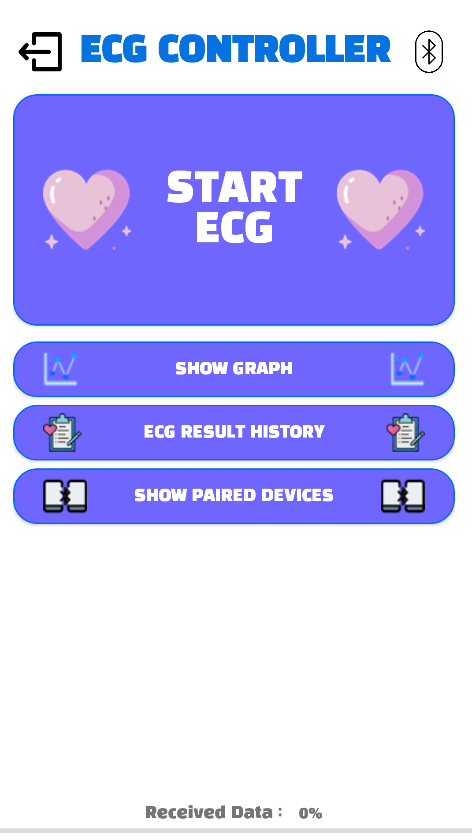 ECG CONTROLLER
START
ECG
SHOW GRAPH
ECG RESULT HISTORY
SHOW PAIRED DEVICES
Received Data : 0%